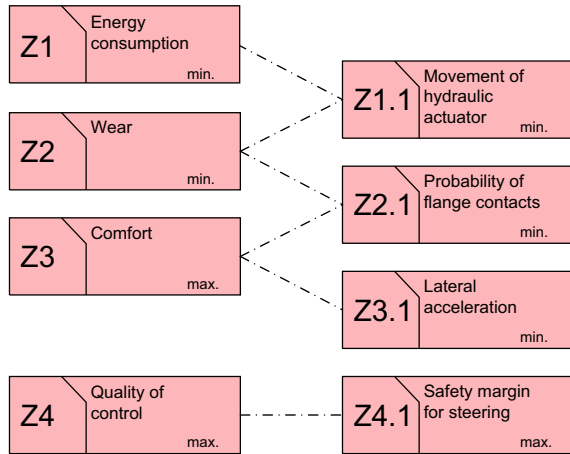 Z1
Energy
consumption
min.
Z2
Wear
min.
Z3
Comfort
max.
Z4
Quality of
control
max.
Z1.1
Movement of
hydraulic
actuator
min.
Z2.1
Probability of
flange contacts
min.
Z3.1
Lateral
acceleration
min.
Z4.1
Safety margin
for steering
max.